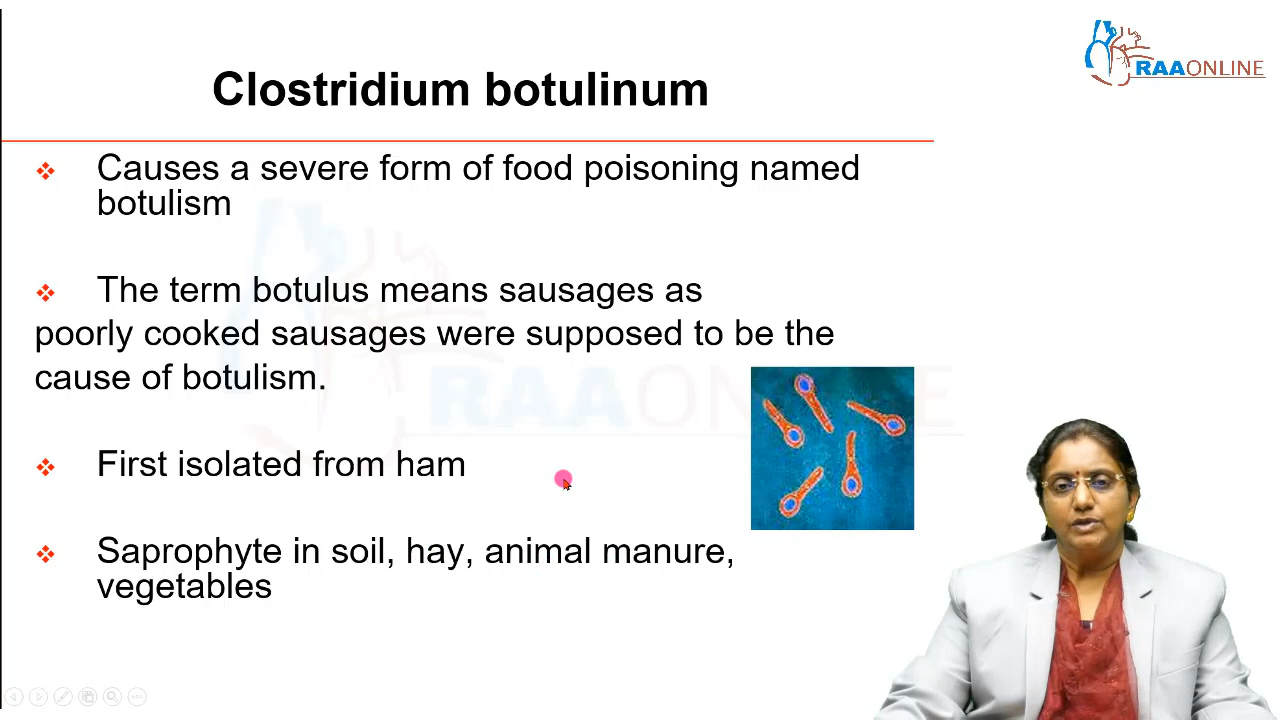 Clostridium botulinum
RAAONLINE
Causes a severe form of food poisoning named
botulism
The term botulus means sausages as
poorly cooked sausages were supposed to be the
cause of botulism.
RAAONLINE
First isolated from ham
Saprophyte in soil, hay, animal manure,
vegetables